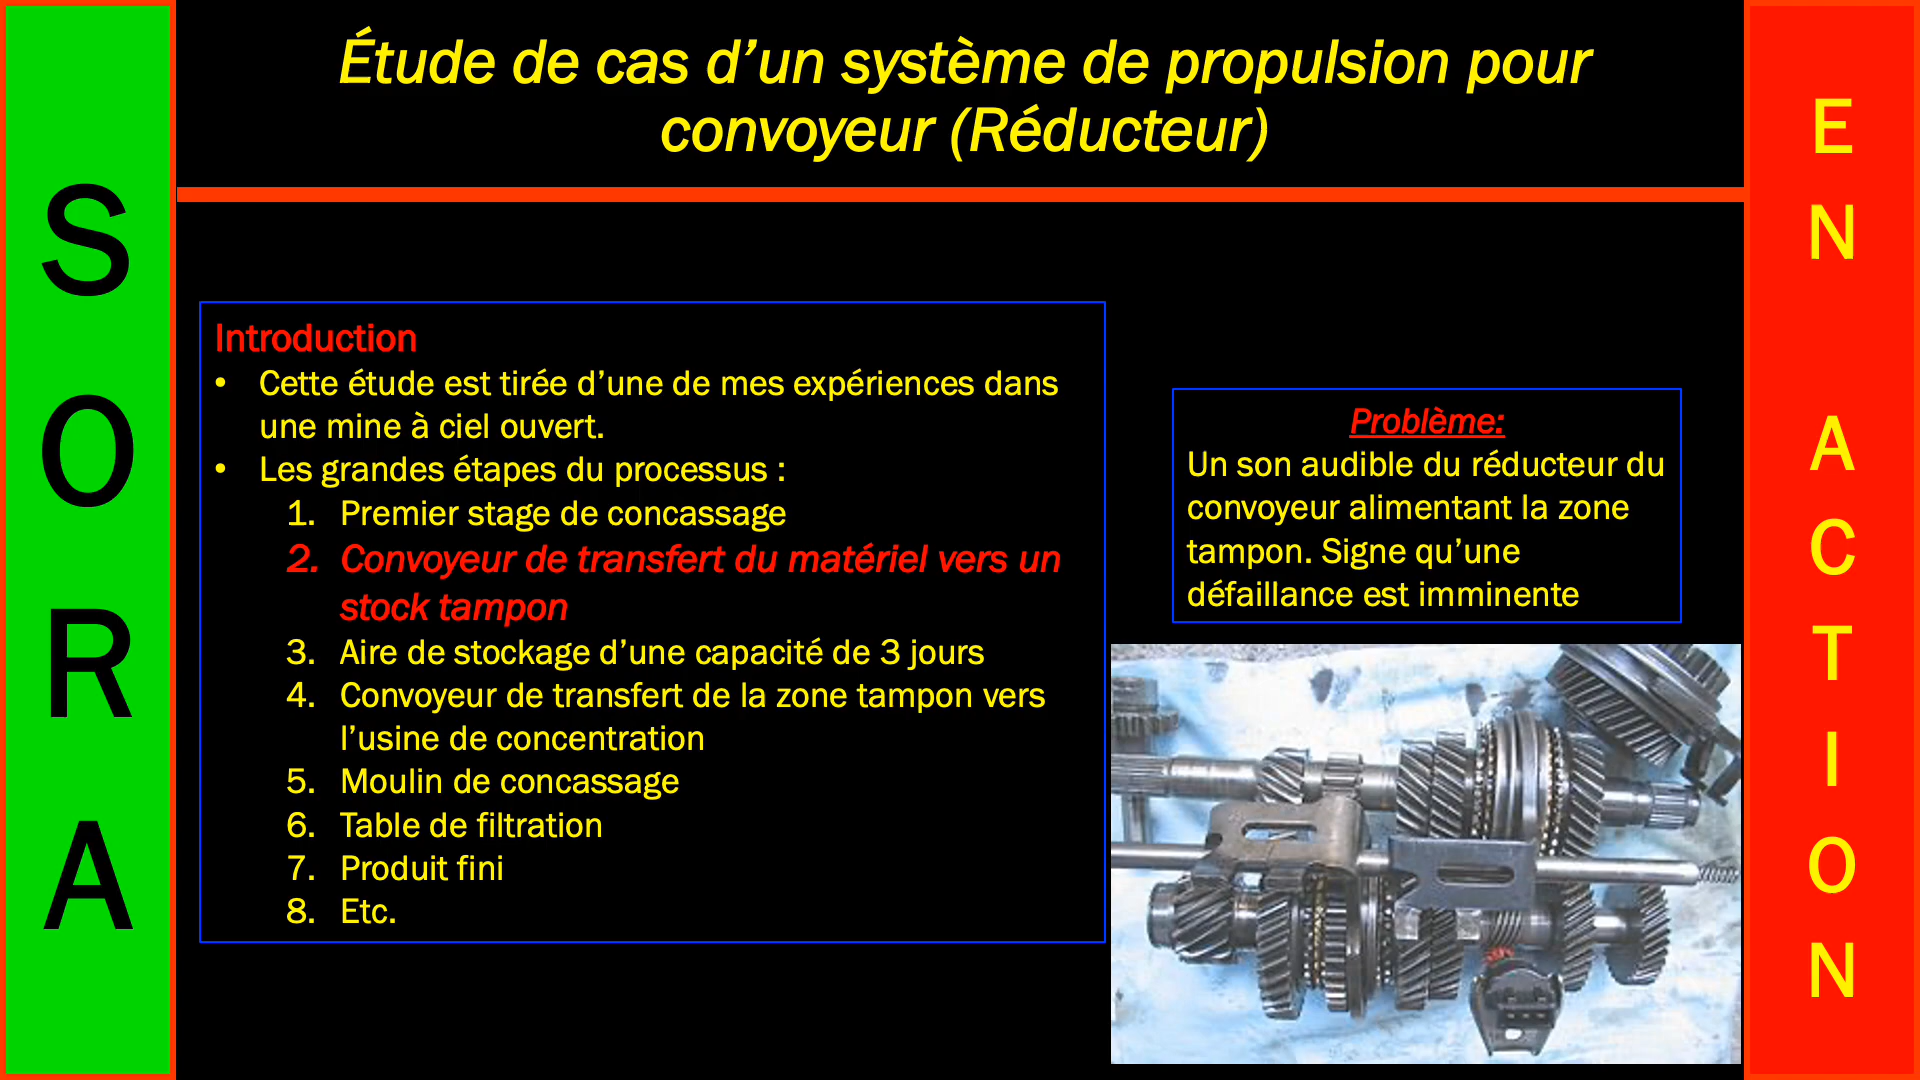 Étude de cas d’un système de propulsion pour
convoyeur (Réducteur)
S
O
R
A
Introduction
• Cette étude est tirée d’une de mes expériences dans
une mine à ciel ouvert.
• Les grandes étapes du processus :
1. Premier stage de concassage
2. Convoyeur de transfert du matériel vers un
stock tampon
3. Aire de stockage d’une capacité de 3 jours
4. Convoyeur de transfert de la zone tampon vers
l’usine de concentration
5. Moulin de concassage
6. Table de filtration
7. Produit fini
8. Etc.
Problème:
Un son audible du réducteur du
convoyeur alimentant la zone
tampon. Signe qu’une
défaillance est imminente
E
N
A
C
T
I
O
N